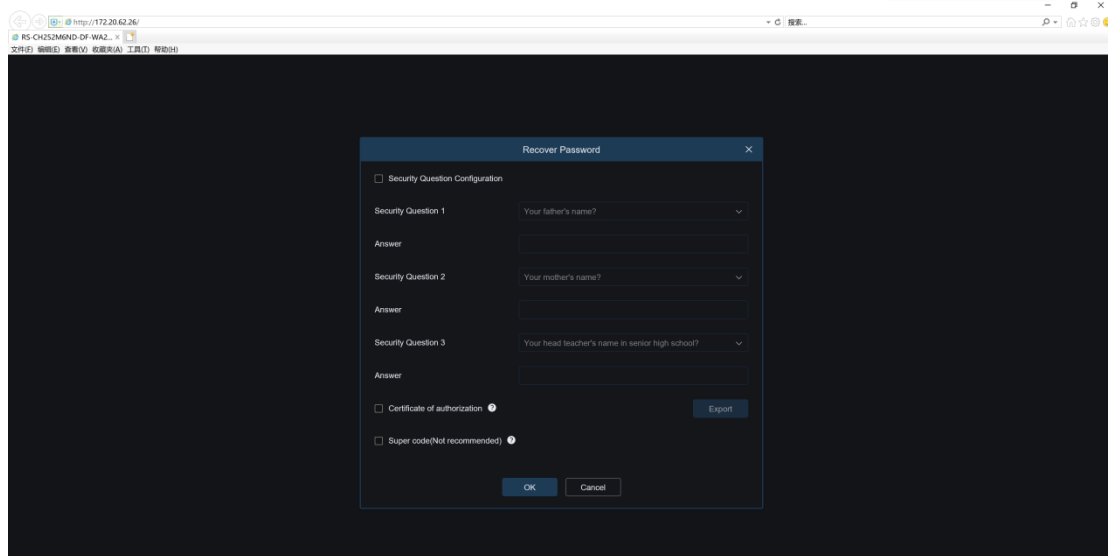 http://172.20.62.26/
搜索...
RS-CH252M6ND-DF-WA2...
文件(F) 编辑(E) 查看(V) 收藏夹(A) 工具(T) 帮助(H)
Recover Password
Security Question Configuration
Security Question 1 Your father's name?
Answer
Security Question 2 Your mother's name?
Answer
Security Question 3 Your head teacher's name in senior high school?
Answer
Certificate of authorization Export
Super code(Not recommended)
OK Cancel